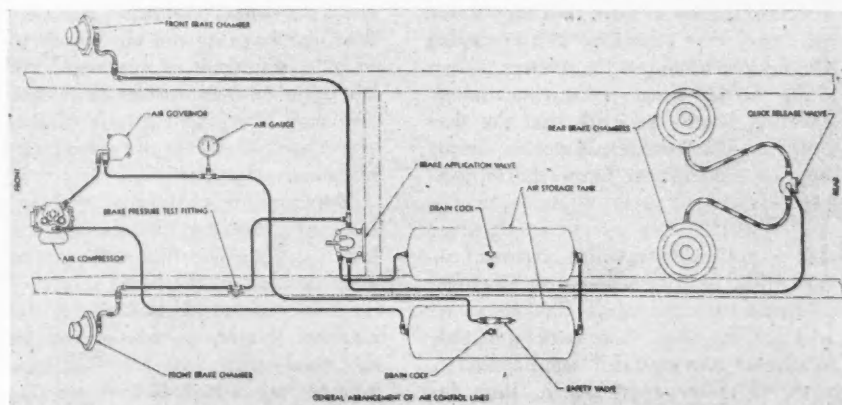 FRONT BRAKE CHAMBER
AIR GOVERNOR
AIR GAUGE
REAR BRAKE CHAMBERS
QUICK RELEASE VALVE
BRAKE APPLICATION VALVE
FRONT
REAR
DRAIN COCK
AIR STORAGE TANK
BRAKE PRESSURE TEST FITTING
AIR COMPRESSOR
FRONT BRAKE CHAMBER
DRAIN COCK
SAFETY VALVE
GENERAL ARRANGEMENT OF AIR CONTROL LINES